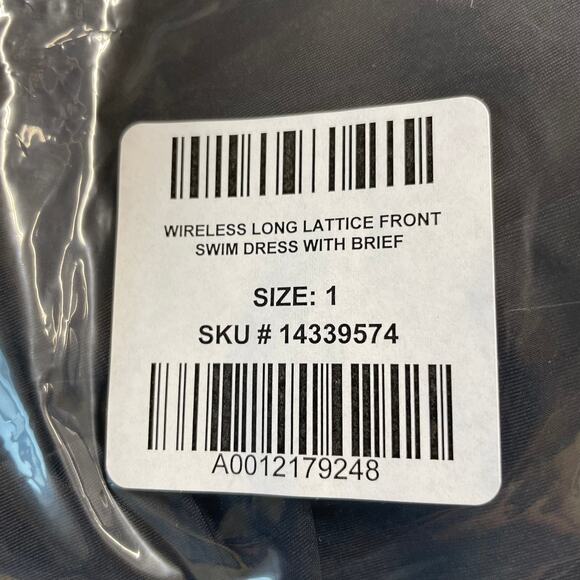 WIRELESS LONG LATTICE FRONT
SWIM DRESS WITH BRIEF
SIZE: 1
SKU # 14339574
A0012179248